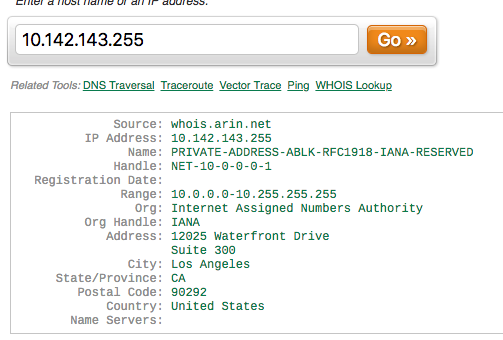 Enter a host name or an IP address.
10.142.143.255 Go »
Related Tools: DNS Traversal Traceroute Vector Trace Ping WHOIS Lookup
Source: whois.arin.net
IP Address: 10.142.143.255
Name: PRIVATE-ADDRESS-ABLK-RFC1918-IANA-RESERVED
Handle: NET-10-0-0-0-1
Registration Date:
Range: 10.0.0.0-10.255.255.255
Org: Internet Assigned Numbers Authority
Org Handle: IANA
Address: 12025 Waterfront Drive
Suite 300
City: Los Angeles
State/Province: CA
Postal Code: 90292
Country: United States
Name Servers: